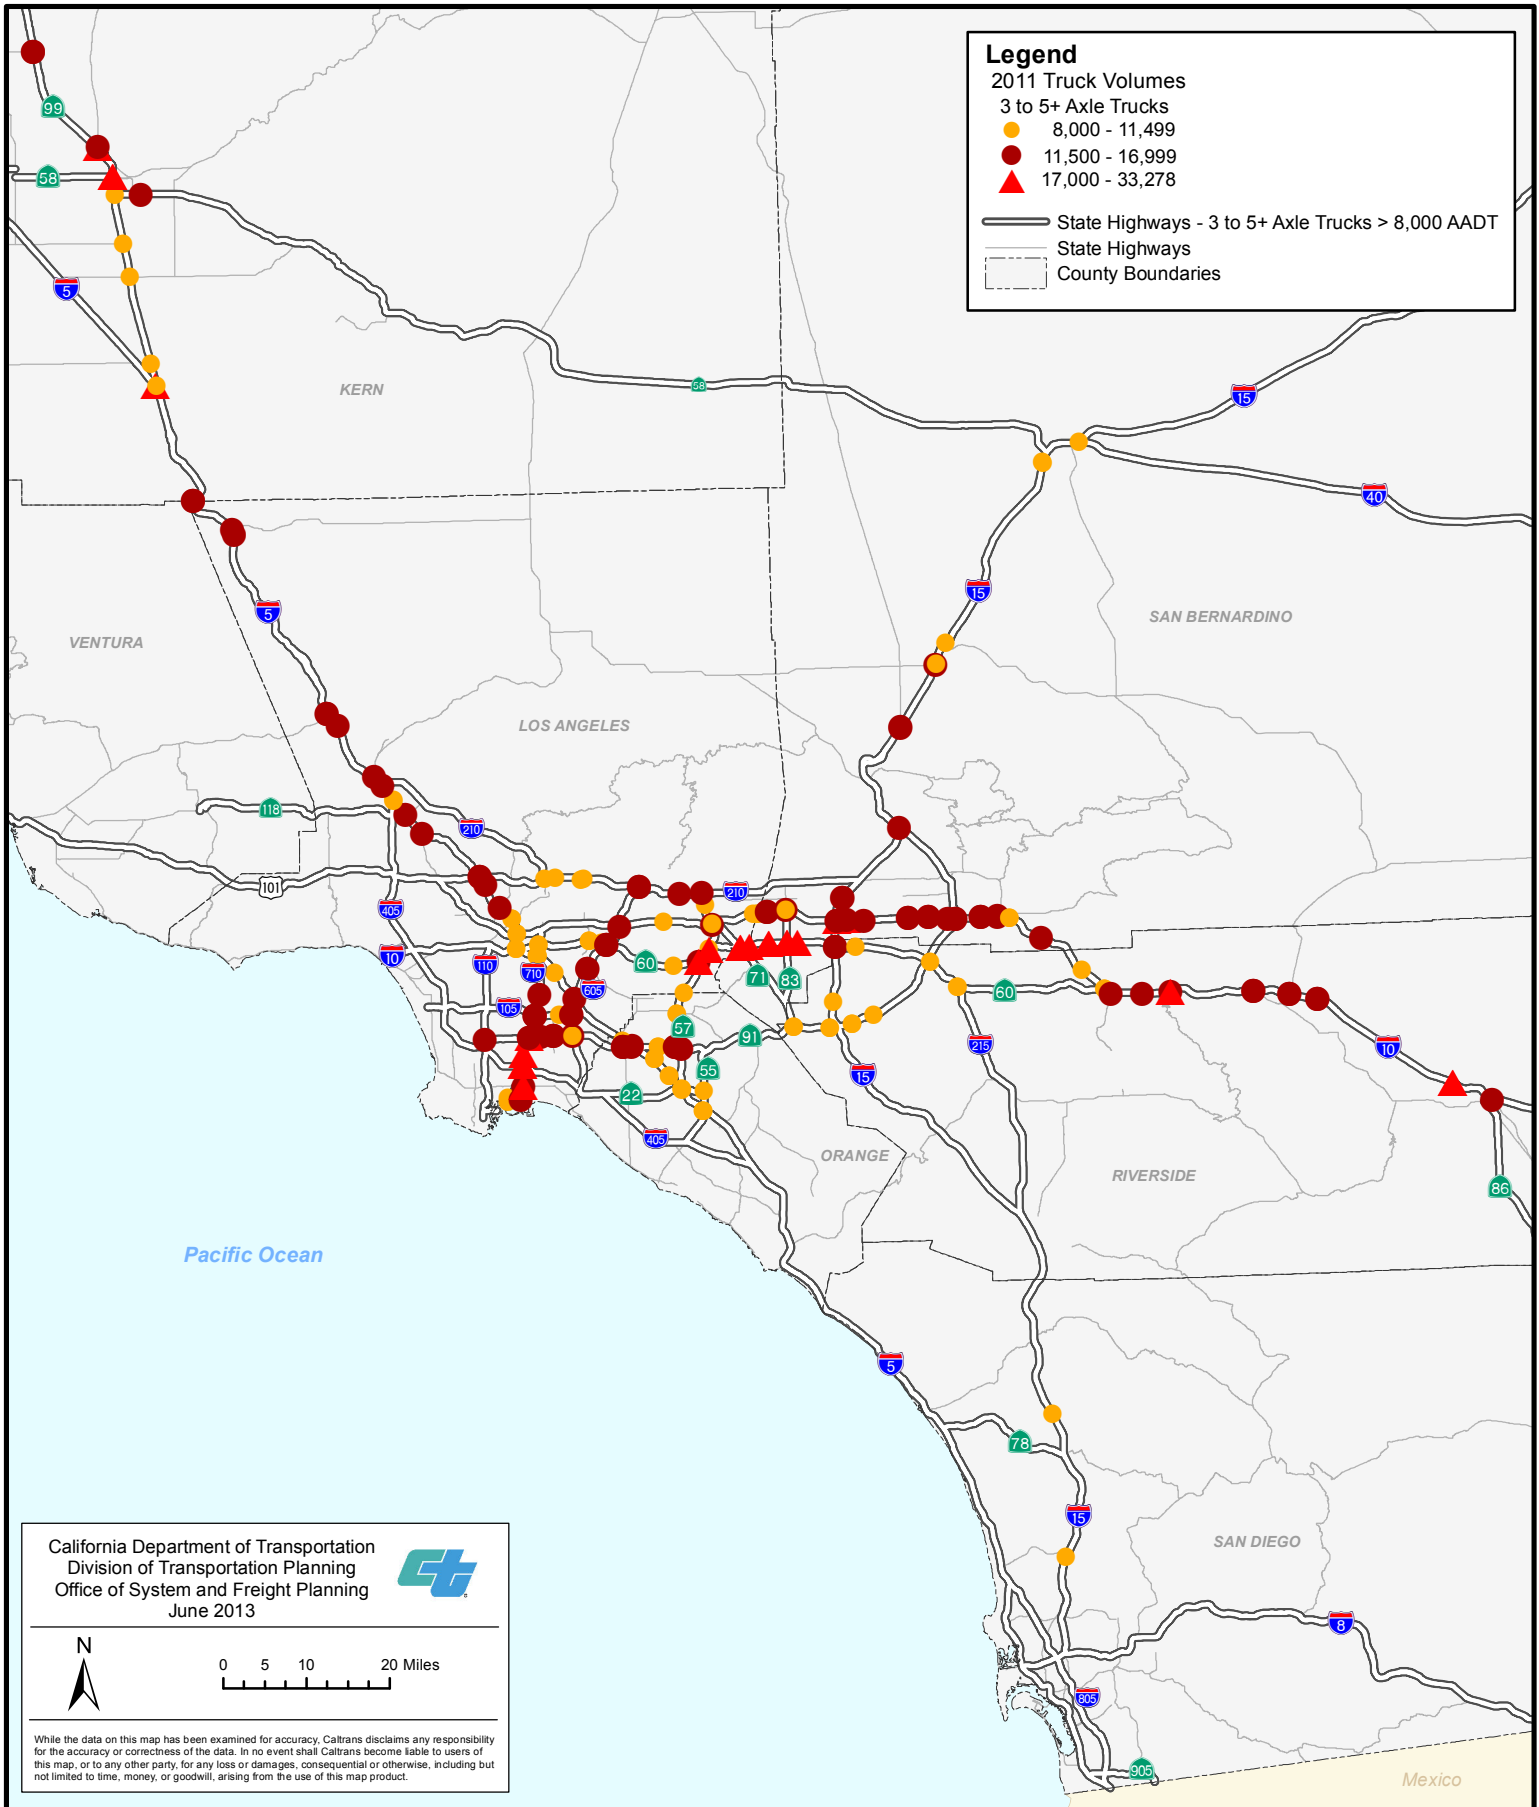 Legend
2011 Truck Volumes
3 to 5+ Axle Trucks
8,000 - 11,499
11,500 - 16,999
17,000 - 33,278
State Highways - 3 to 5+ Axle Trucks > 8,000 AADT
State Highways
County Boundaries
99
58
5
KERN
58
15
40
15
5
SAN BERNARDINO
VENTURA
LOS ANGELES
118
210
101
210
405
10
110
710
60
605
71
83
105
60
57
91
215
10
55
15
22
405
ORANGE
RIVERSIDE
86
Pacific Ocean
5
78
15
SAN DIEGO
8
805
905
Mexico
California Department of Transportation
Division of Transportation Planning
Office of System and Freight Planning
June 2013
Ct
N
0 5 10 20 Miles
While the data on this map has been examined for accuracy, Caltrans disclaims any responsibility
for the accuracy or correctness of the data. In no event shall Caltrans become liable to users of
this map, or to any other party, for any loss or damages, consequential or otherwise, including but
not limited to time, money, or goodwill, arising from the use of this map product.